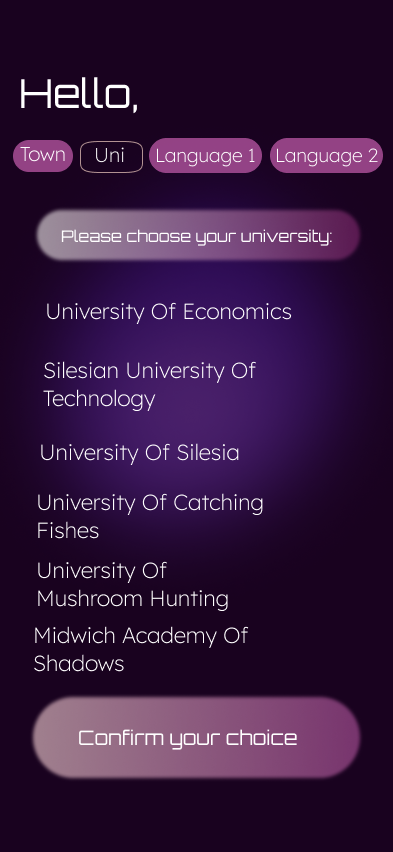 Hello,
Town Uni Language 1 Language 2
Please choose your university:
University Of Economics
Silesian University Of
Technology
University Of Silesia
University Of Catching
Fishes
University Of
Mushroom Hunting
Midwich Academy Of
Shadows
Confirm your choice